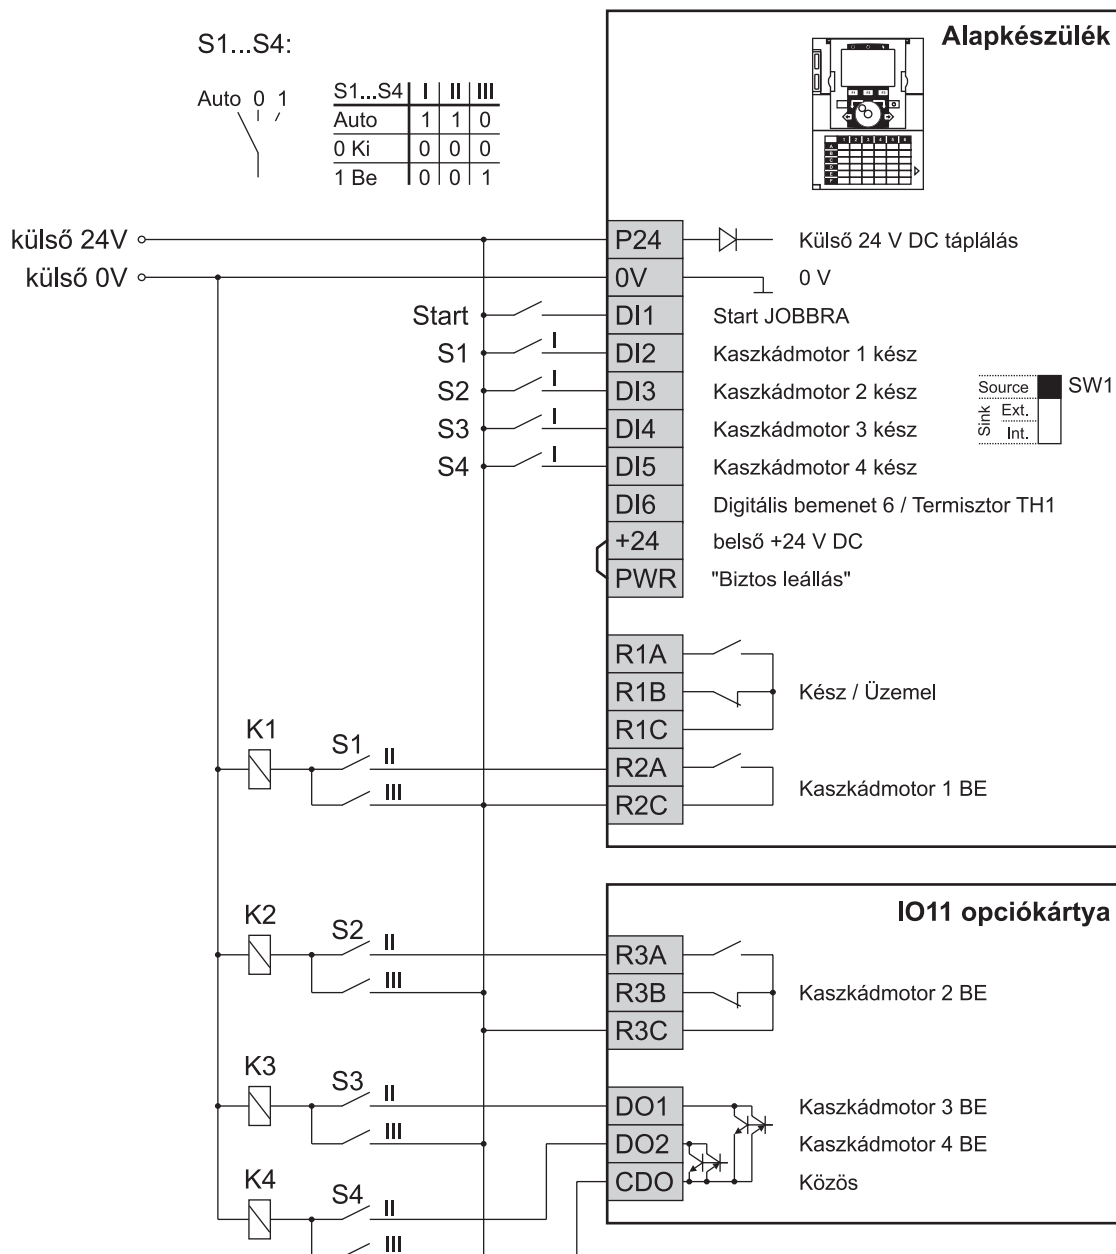 S1...S4:
Auto 0 1
S1...S4 I II III
Auto 1 1 0
0 Ki 0 0 0
1 Be 0 0 1
Alapkészülék
külső 24V P24 Külső 24 V DC táplálás
külső 0V 0V 0 V
Start DI1 Start JOBBRA
S1 I DI2 Kaszkádmotor 1 kész
S2 I DI3 Kaszkádmotor 2 kész
S3 I DI4 Kaszkádmotor 3 kész
S4 I DI5 Kaszkádmotor 4 kész
Source SW1
Sink Ext.
Int.
DI6 Digitális bemenet 6 / Termisztor TH1
+24 belső +24 V DC
PWR "Biztos leállás"
R1A
R1B Kész / Üzemel
R1C
K1 S1 II R2A
III R2C
Kaszkádmotor 1 BE
IO11 opciókártya
K2 S2 II R3A
III R3B Kaszkádmotor 2 BE
R3C
K3 S3 II DO1 Kaszkádmotor 3 BE
III DO2 Kaszkádmotor 4 BE
CDO Közös
K4 S4 II
III